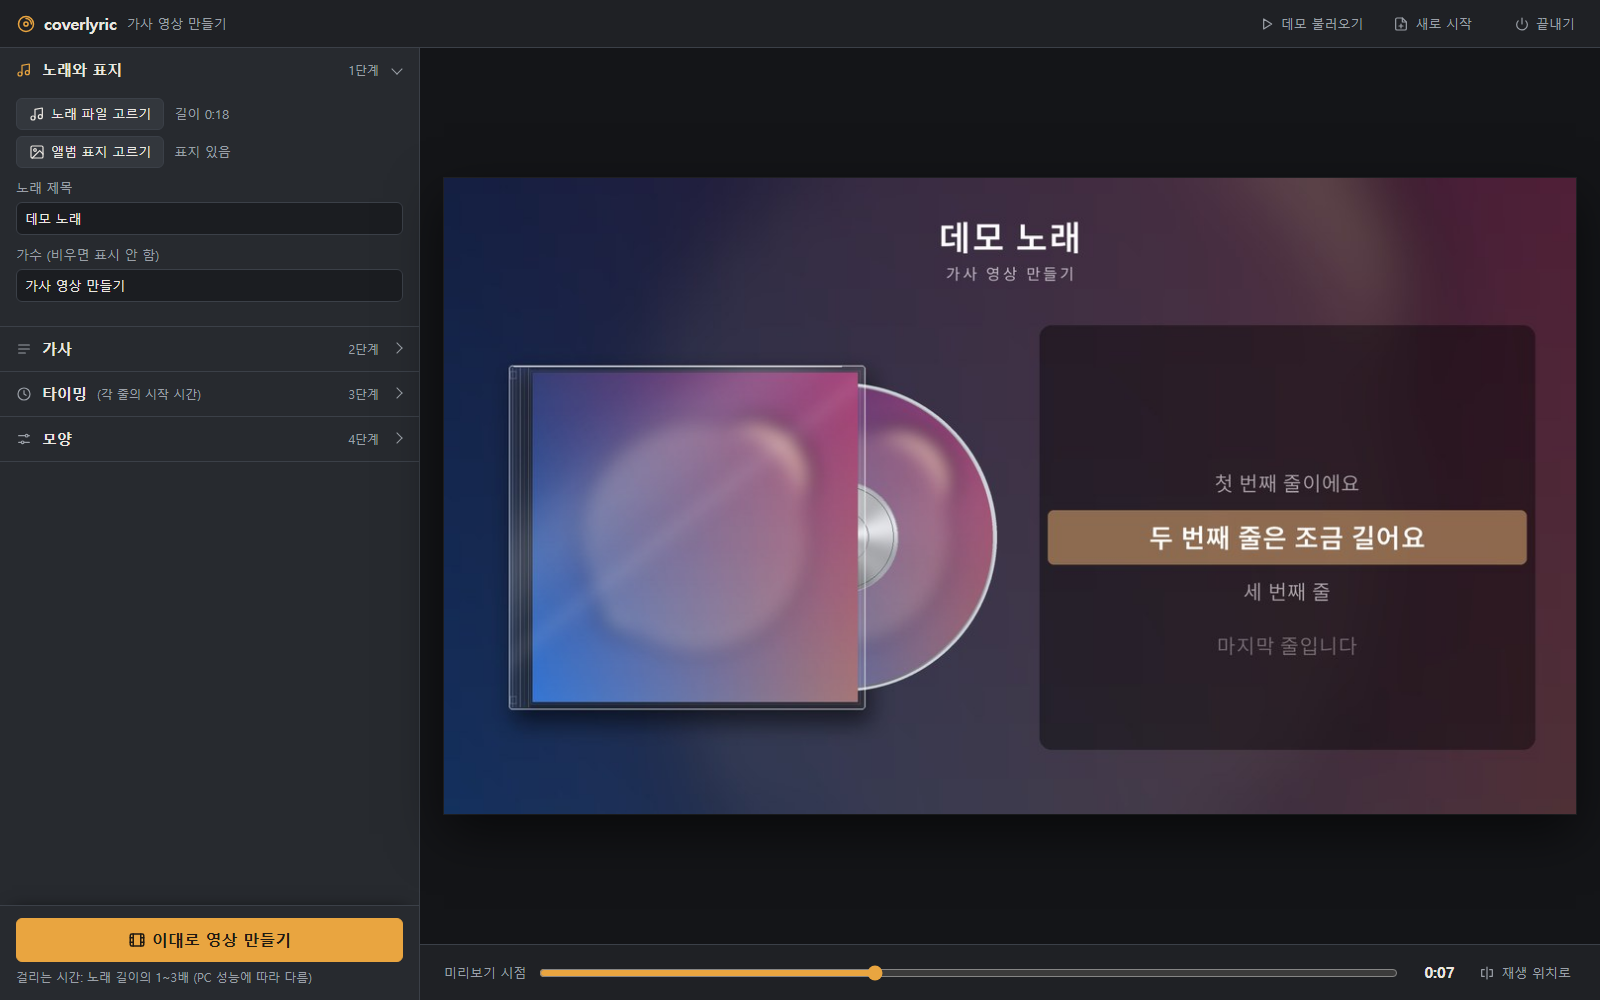 coverlyric 가사 영상 만들기
데모 불러오기
새로 시작
끝내기
노래와 표지
1단계
노래 파일 고르기
길이 0:18
앨범 표지 고르기
표지 있음
노래 제목
데모 노래
가수 (비우면 표시 안 함)
가사 영상 만들기
가사
2단계
타이밍 (각 줄의 시작 시간)
3단계
모양
4단계
이대로 영상 만들기
걸리는 시간: 노래 길이의 1~3배 (PC 성능에 따라 다름)
데모 노래
가사 영상 만들기
첫 번째 줄이에요
두 번째 줄은 조금 길어요
세 번째 줄
마지막 줄입니다
미리보기 시점
0:07
재생 위치로